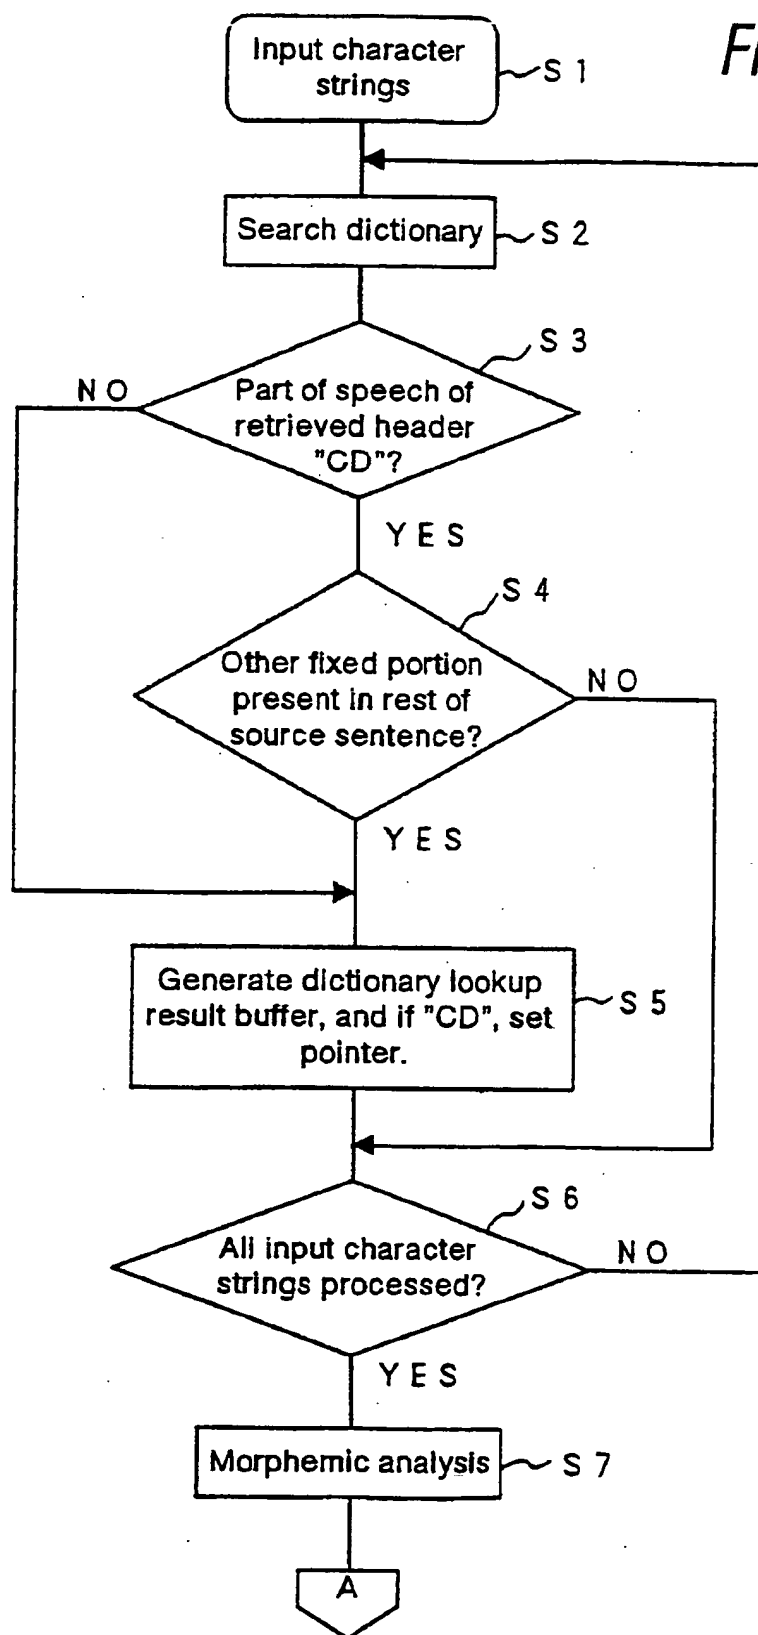 Input character
strings
S 1
Search dictionary
S 2
S 3
NO
Part of speech of
retrieved header
"CD"?
YES
S 4
Other fixed portion
present in rest of
source sentence?
NO
YES
Generate dictionary lookup
result buffer, and if "CD", set
pointer.
S 5
S 6
All input character
strings processed?
NO
YES
Morphemic analysis
S 7
A